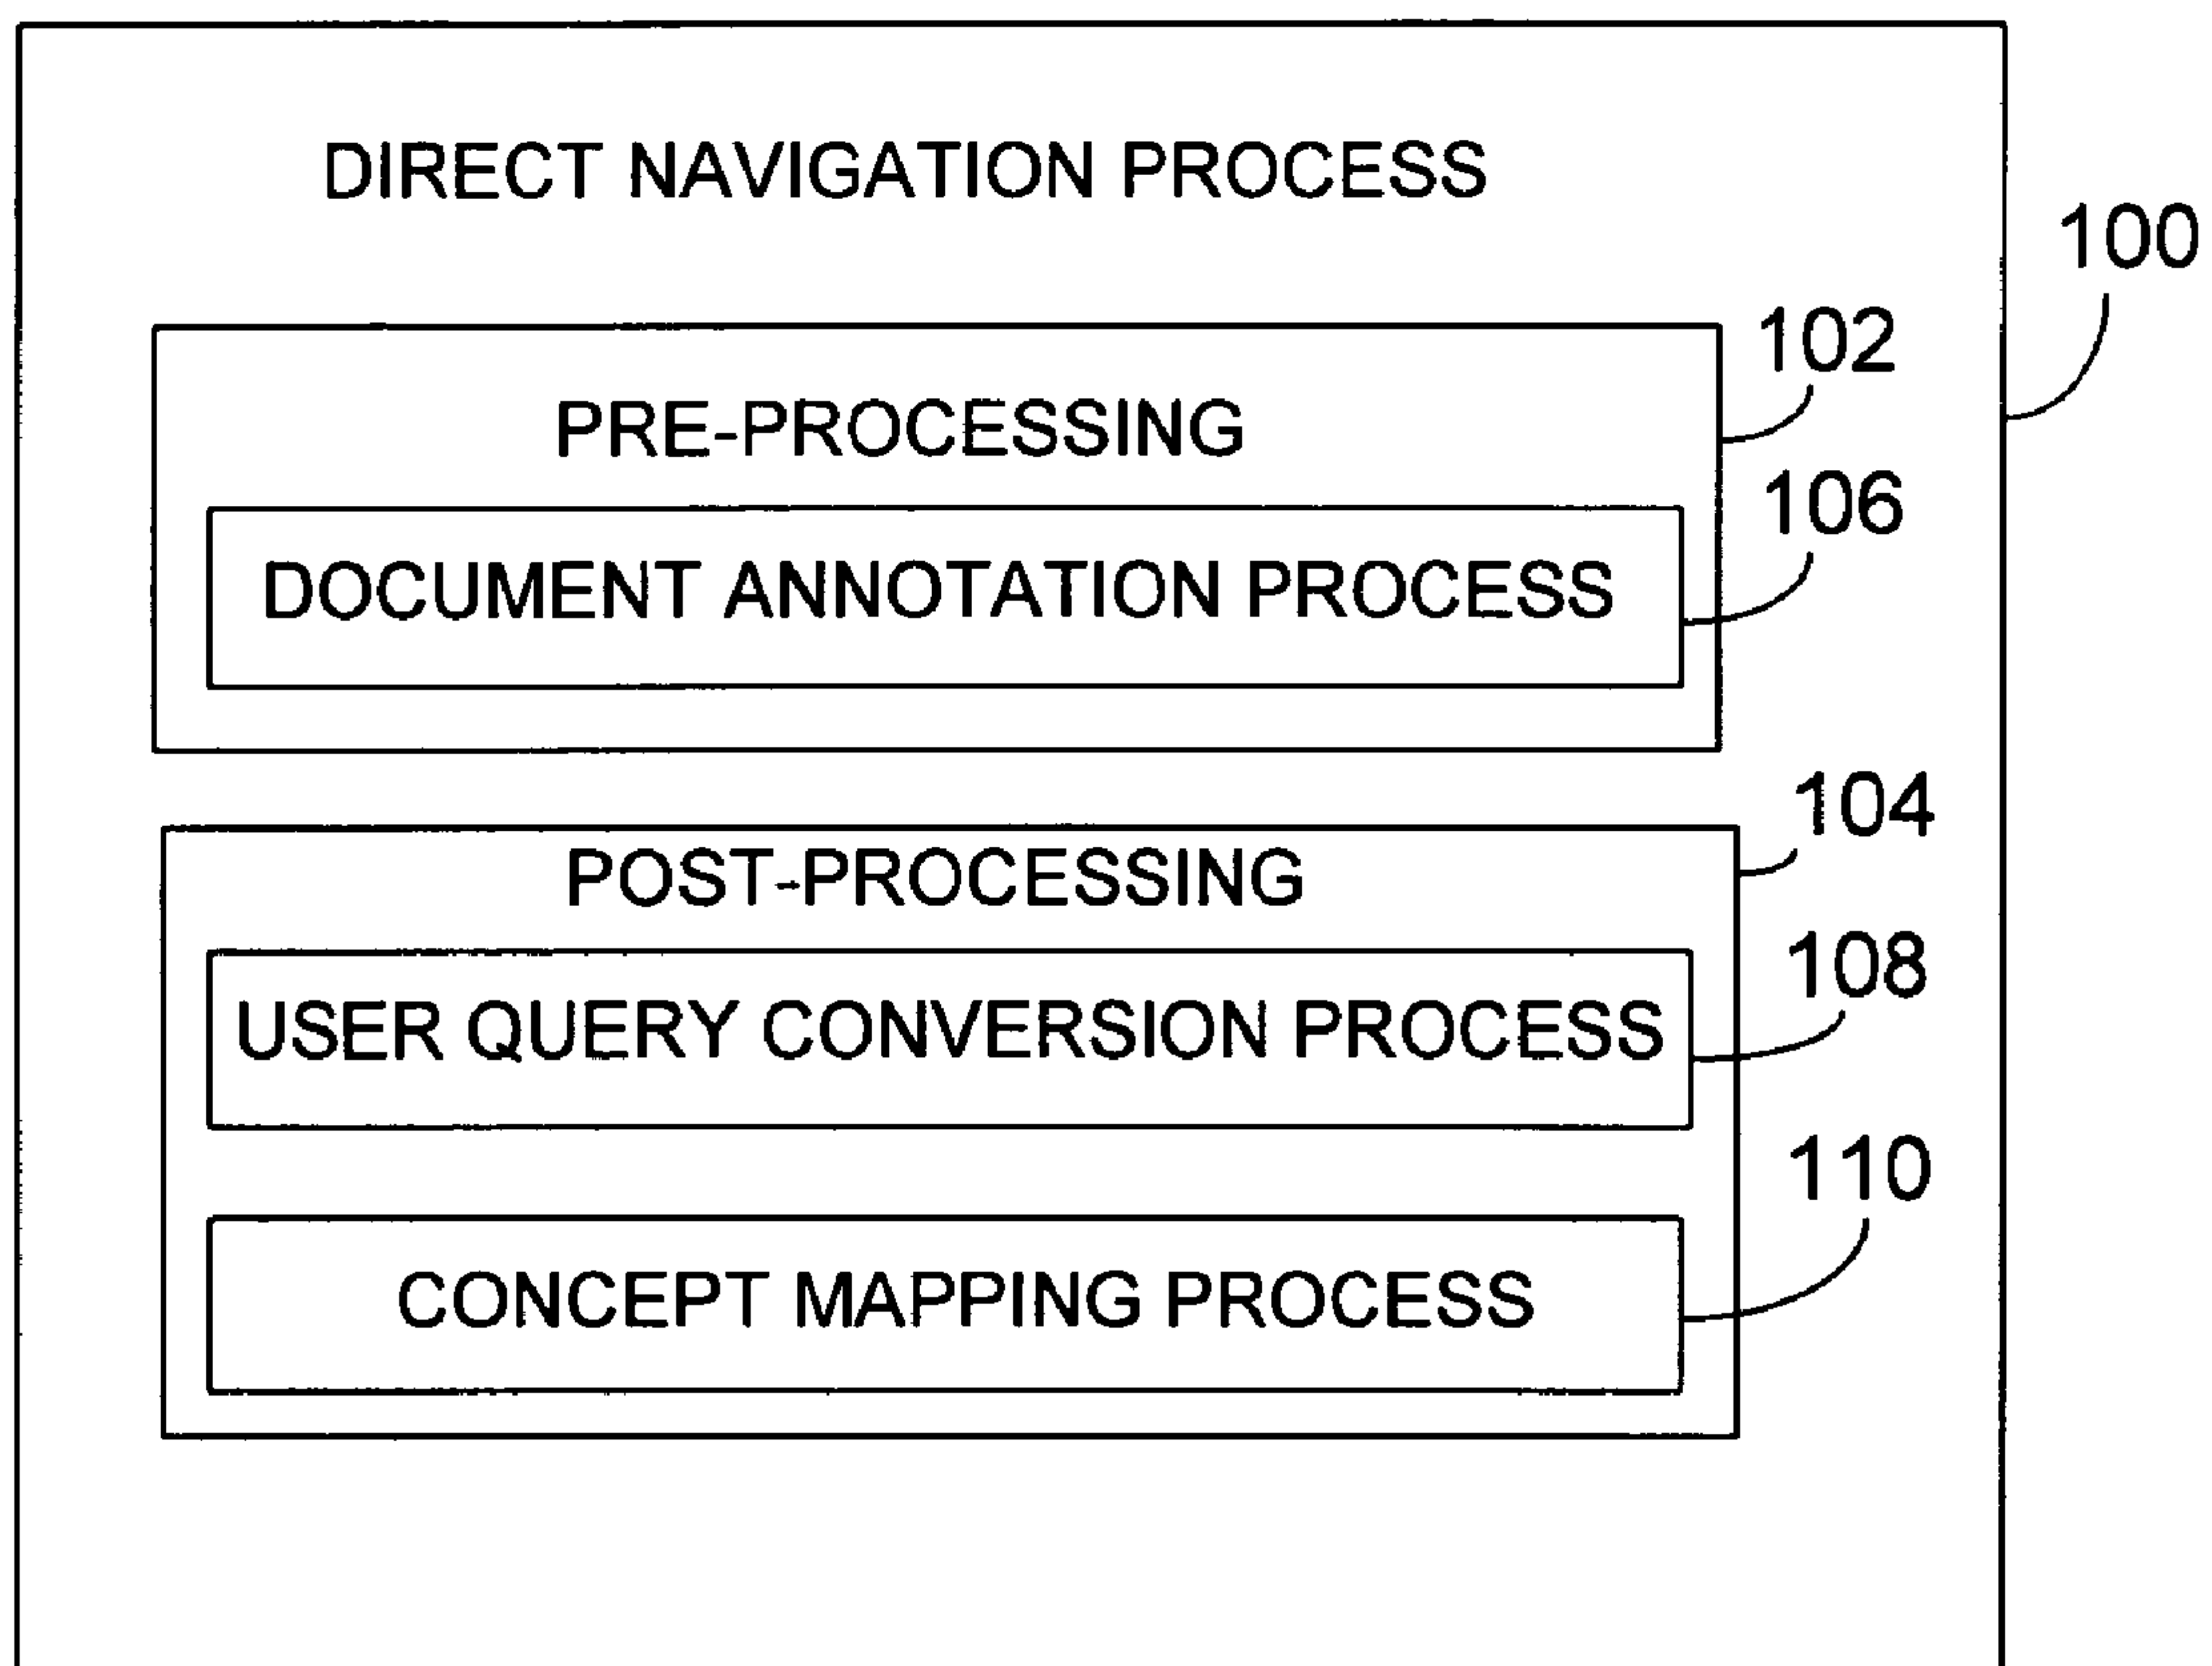 DIRECT NAVIGATION PROCESS
100
102
PRE-PROCESSING
106
DOCUMENT ANNOTATION PROCESS
104
POST-PROCESSING
108
USER QUERY CONVERSION PROCESS
110
CONCEPT MAPPING PROCESS